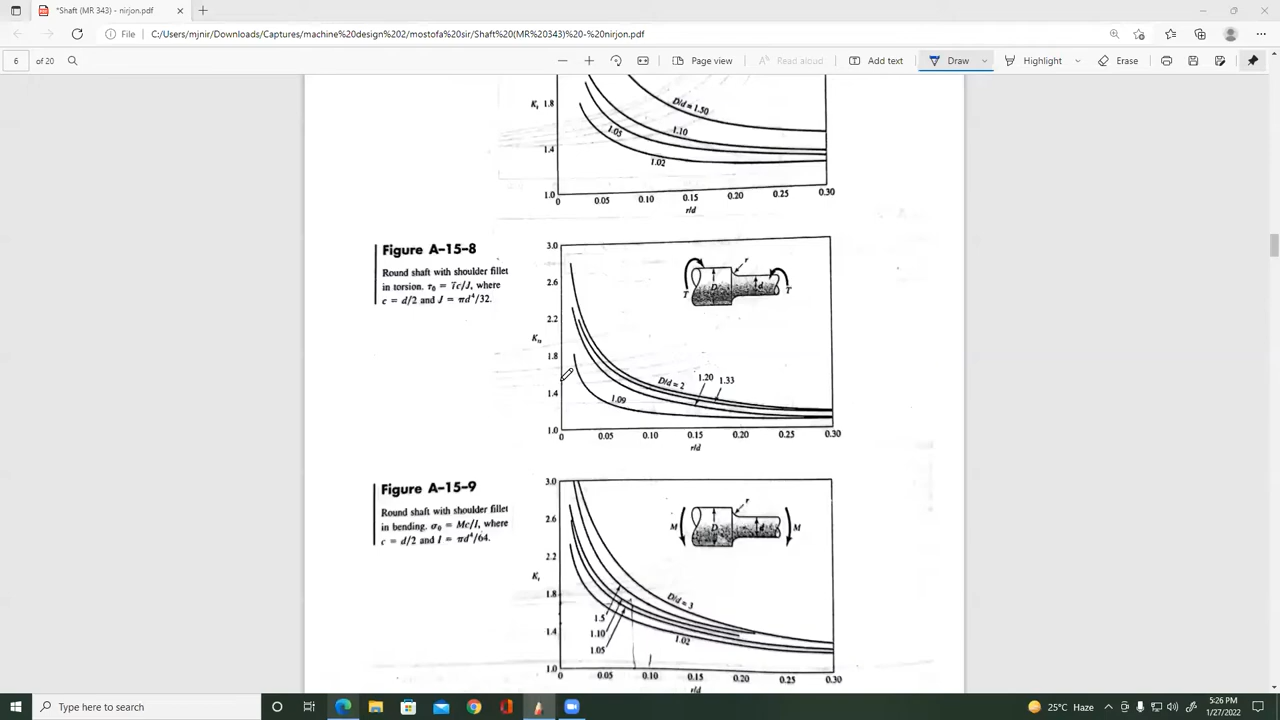 *Shaft (MR 343) - nirjon.pdf
File
C:/Users/mjnir/Downloads/Captures/machine%20design%202/mostofa%20sir/Shaft%20(MR%20343)%20-%20nirjon.pdf
6 of 20
Page view
Read aloud
Add text
Draw
Highlight
Erase
1.8
D/d = 1.50
1.10
1.05
1.4
1.02
1.0
0 0.05 0.10 0.15 0.20 0.25 0.30
r/d
Figure A-15-8
Round shaft with shoulder fillet
in torsion. τ₀ = Tc/J, where
c = d/2 and J = πd⁴/32.
3.0
2.6
2.2
1.8
1.4
1.0
r
T D d T
D/d = 2
1.20 1.33
1.09
0 0.05 0.10 0.15 0.20 0.25 0.30
r/d
Figure A-15-9
Round shaft with shoulder fillet
in bending. σ₀ = Mc/I, where
c = d/2 and I = πd⁴/64.
3.0
2.6
2.2
1.8
1.4
1.0
r
M D d M
D/d = 3
1.5
1.10
1.05
1.02
0 0.05 0.10 0.15 0.20 0.25 0.30
r/d
Type here to search
25°C Haze
5:26 PM
1/27/2022